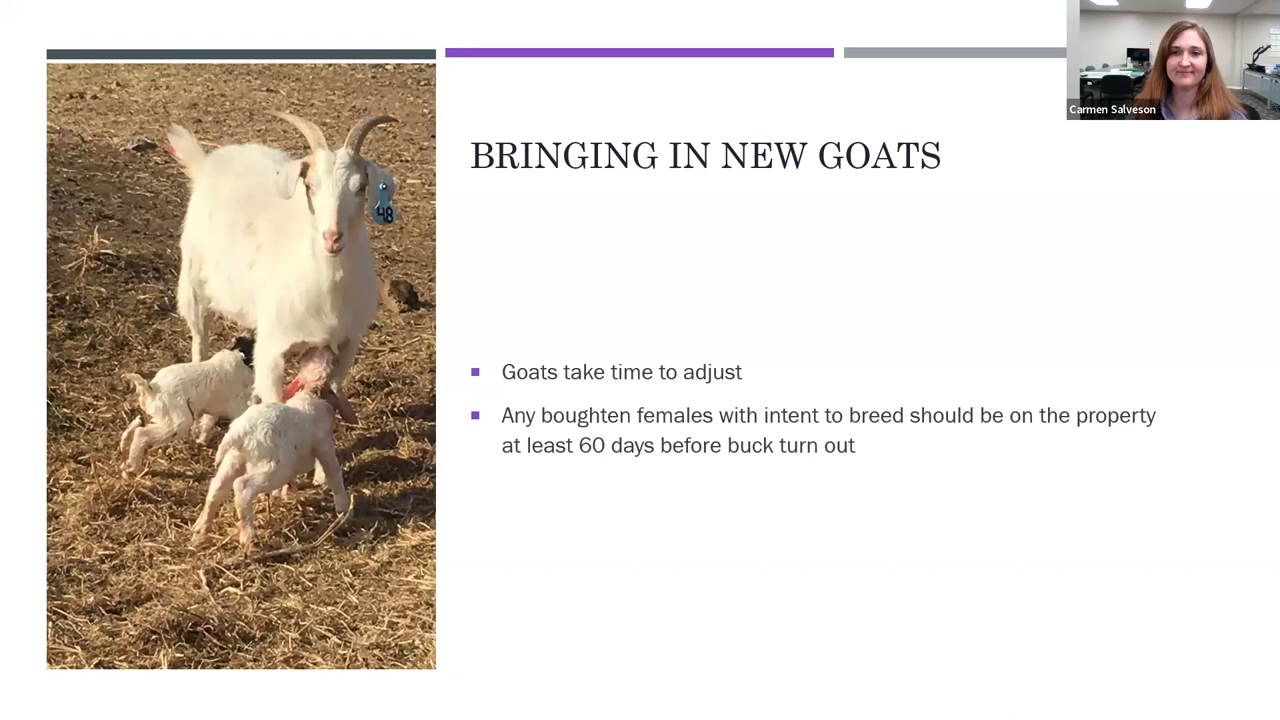 Carmen Salveson
BRINGING IN NEW GOATS
48
Goats take time to adjust
Any boughten females with intent to breed should be on the property
at least 60 days before buck turn out